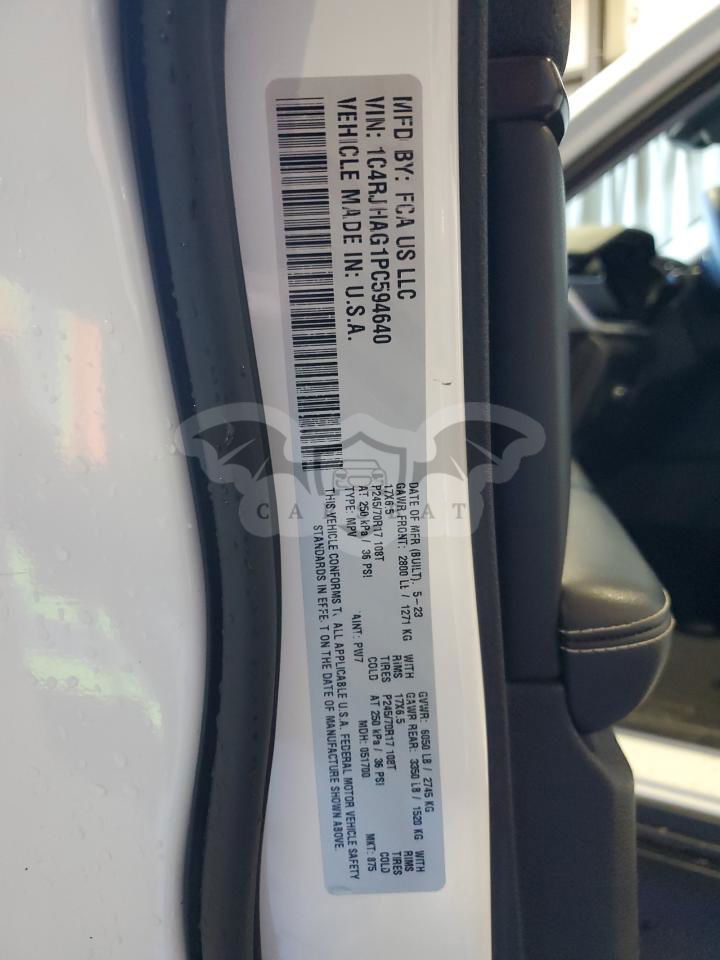 MFD BY: FCA US LLC
VIN: 1C4RJHAG1PC594640
VEHICLE MADE IN: U.S.A.
DATE OF MFR (BUILT). 5-23
GVWR: 6050 LB / 2745 KG
GAWR FRONT: 2800 LB / 1271 KG WITH
GAWR REAR: 3350 LB / 1520 KG WITH
17X6.5 RIMS
17X6.5 RIMS
P245/70R17 108T TIRES
P245/70R17 108T TIRES
AT 250 kPa / 36 PSI COLD
AT 250 kPa / 36 PSI COLD
TYPE: MPV AINT: PW7 MDH: 051700 MKT: 875
THIS VEHICLE CONFORMS T. ALL APPLICABLE U.S.A. FEDERAL MOTOR VEHICLE SAFETY
STANDARDS IN EFFE T ON THE DATE OF MANUFACTURE SHOWN ABOVE.